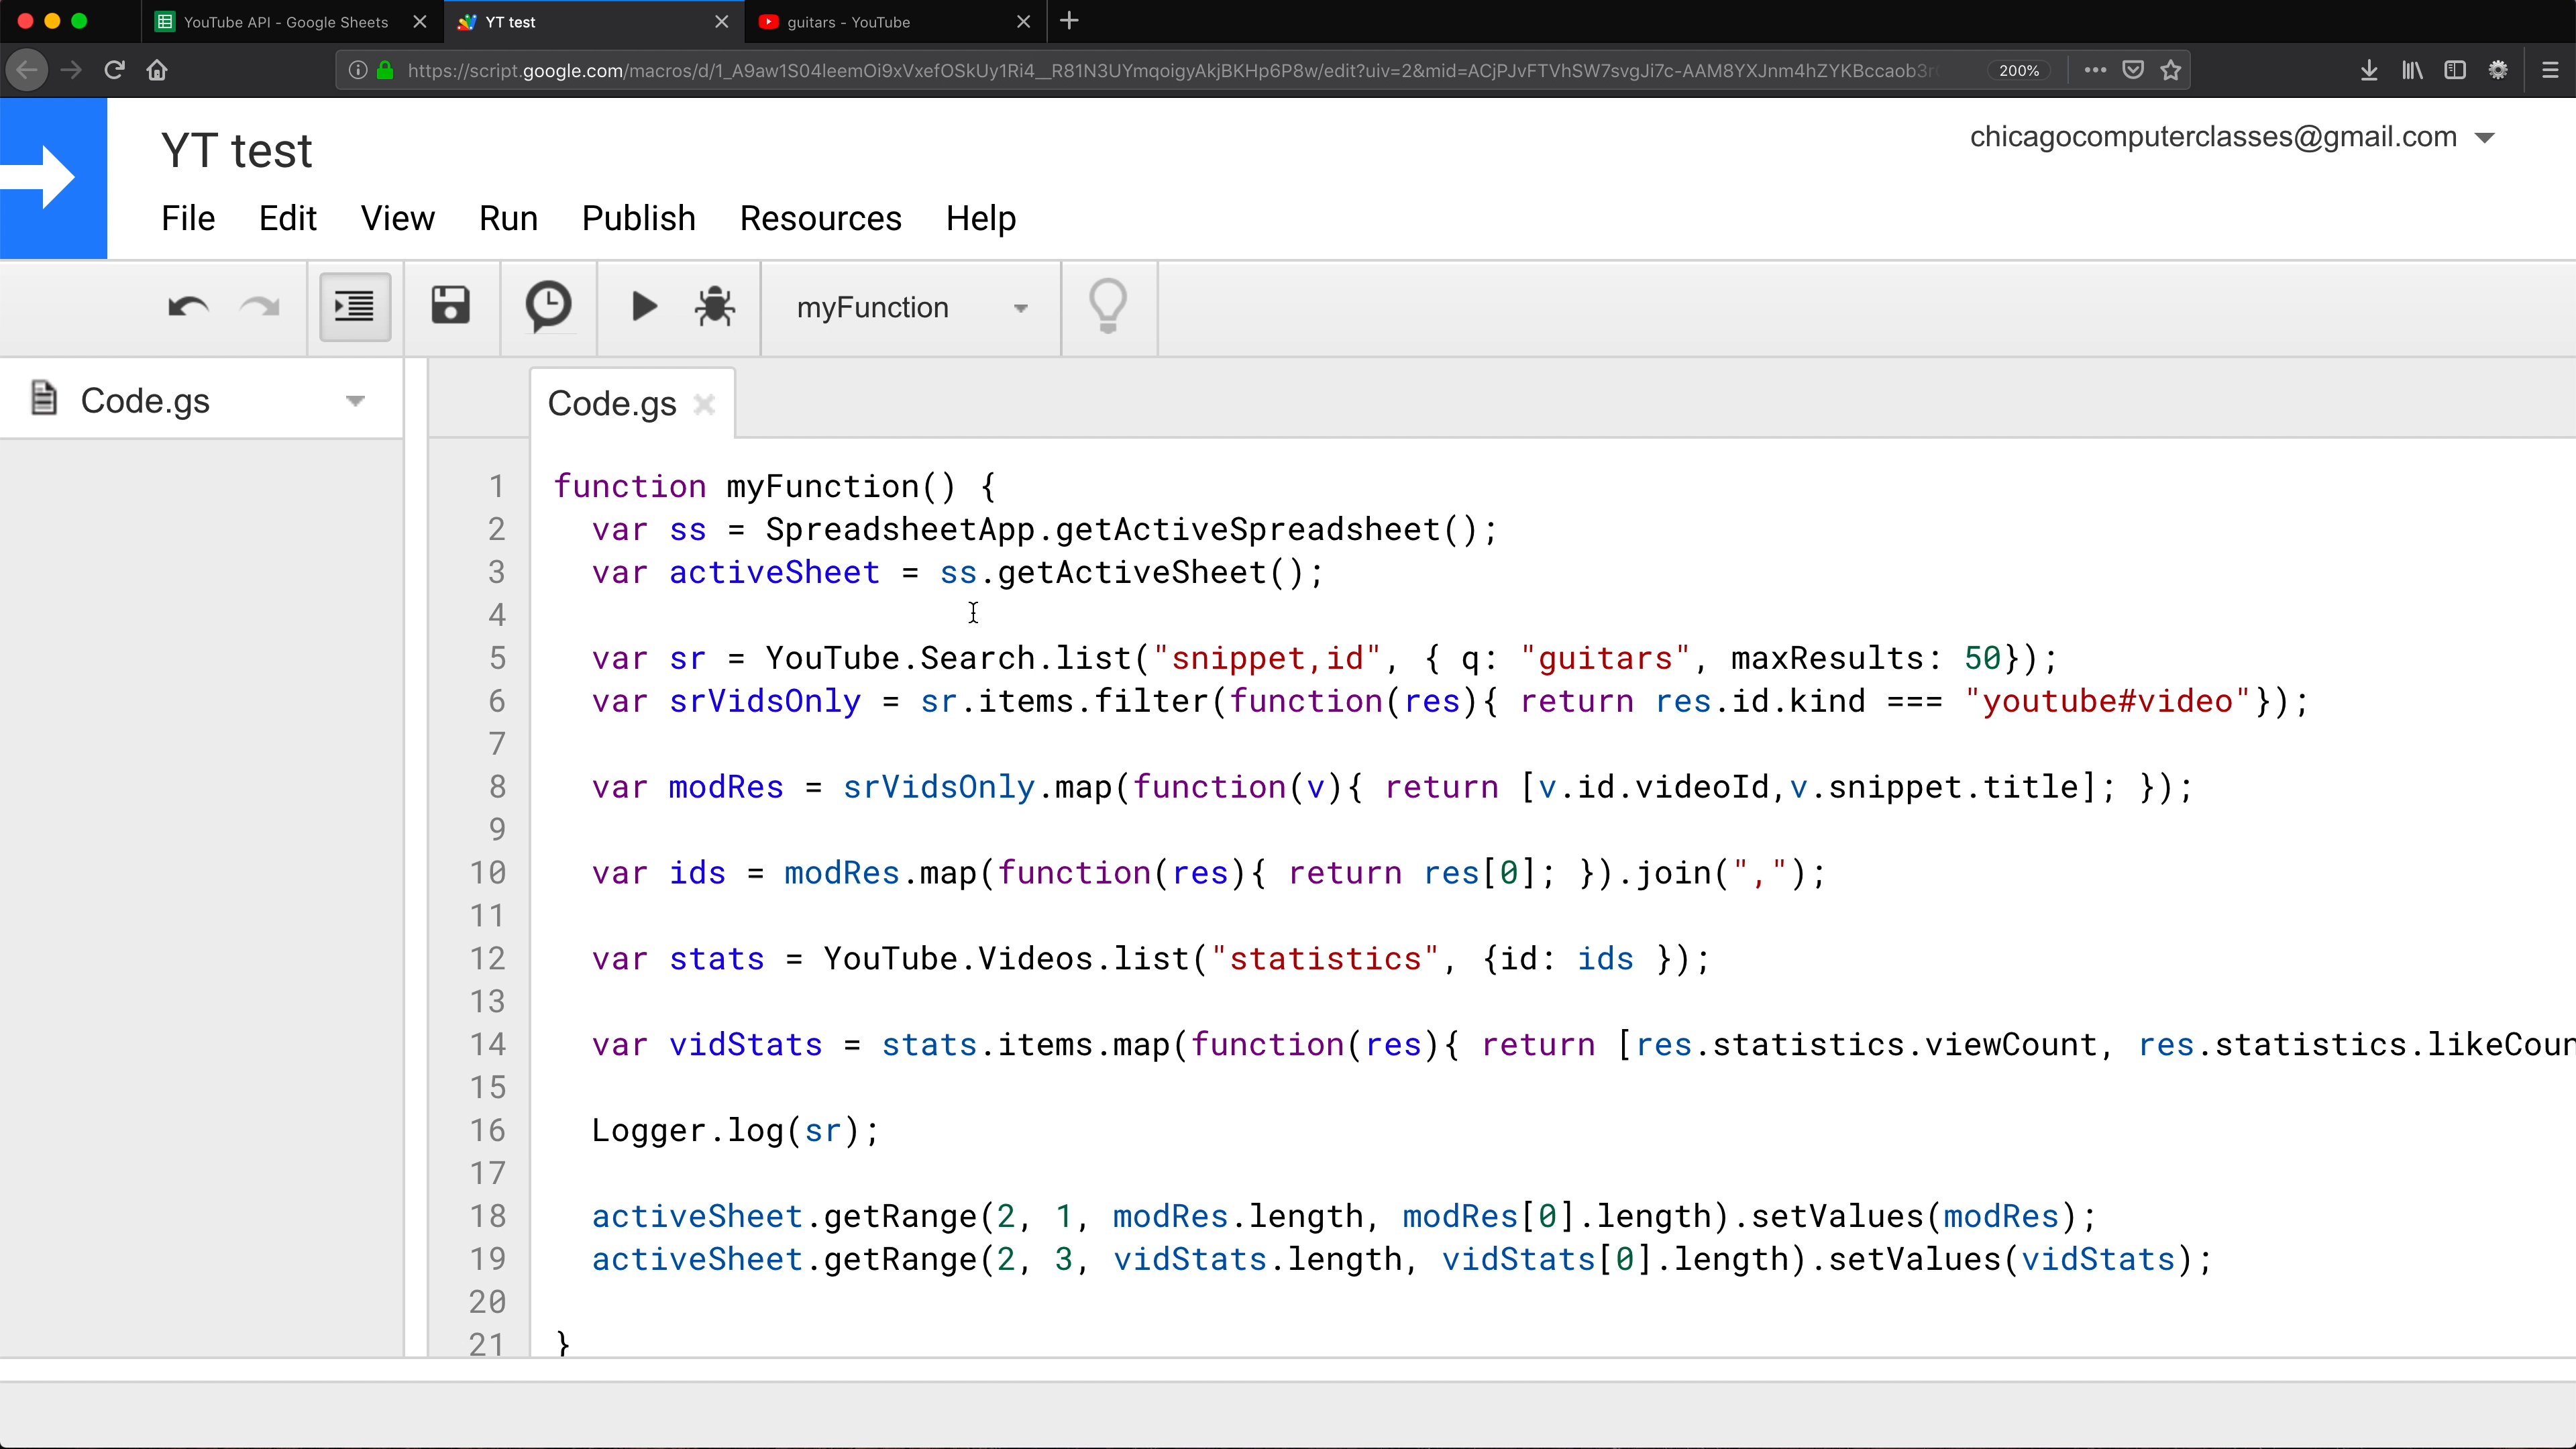 YouTube API - Google Sheets
YT test
guitars - YouTube
https://script.google.com/macros/d/1_A9aw1S04leemOi9xVxefOSkUy1Ri4__R81N3UYmqoigyAkjBKHp6P8w/edit?uiv=2&mid=ACjPJvFTVhSW7svgJi7c-AAM8YXJnm4hZYKBccaob3r
200%
YT test
chicagocomputerclasses@gmail.com
File Edit View Run Publish Resources Help
myFunction
Code.gs
Code.gs
1 function myFunction() {
2 var ss = SpreadsheetApp.getActiveSpreadsheet();
3 var activeSheet = ss.getActiveSheet();
4
5 var sr = YouTube.Search.list("snippet,id", { q: "guitars", maxResults: 50});
6 var srVidsOnly = sr.items.filter(function(res){ return res.id.kind === "youtube#video"});
7
8 var modRes = srVidsOnly.map(function(v){ return [v.id.videoId,v.snippet.title]; });
9
10 var ids = modRes.map(function(res){ return res[0]; }).join(",");
11
12 var stats = YouTube.Videos.list("statistics", {id: ids });
13
14 var vidStats = stats.items.map(function(res){ return [res.statistics.viewCount, res.statistics.likeCoun
15
16 Logger.log(sr);
17
18 activeSheet.getRange(2, 1, modRes.length, modRes[0].length).setValues(modRes);
19 activeSheet.getRange(2, 3, vidStats.length, vidStats[0].length).setValues(vidStats);
20
21 }